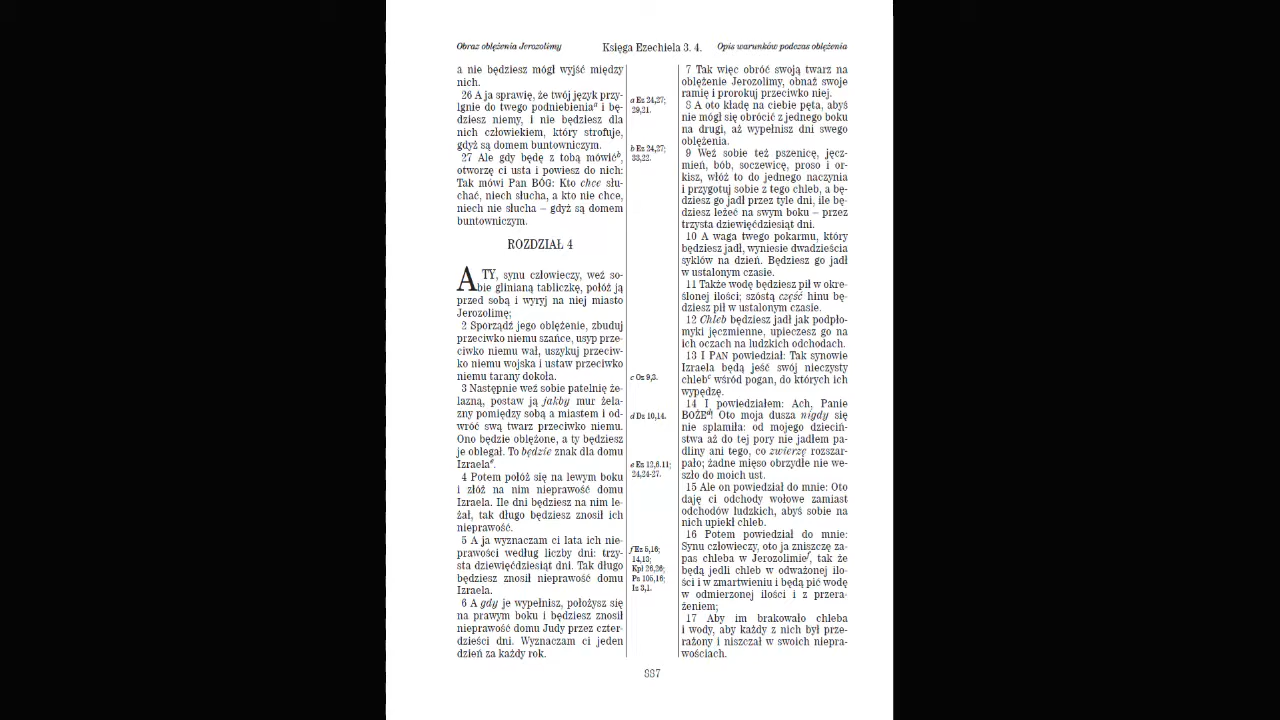 Obraz oblężenia Jerozolimy
Księga Ezechiela 3. 4.
Opis warunków podczas oblężenia
a nie będziesz mógł wyjść między
nich.
26 A ja sprawię, że twój język przy-
lgnie do twego podniebieniaᵃ i bę-
dziesz niemy, i nie będziesz dla
nich człowiekiem, który strofuje,
gdyż są domem buntowniczym.
27 Ale gdy będę z tobą mówićᵇ,
otworzę ci usta i powiesz do nich:
Tak mówi Pan BÓG: Kto chce słu-
chać, niech słucha, a kto nie chce,
niech nie słucha – gdyż są domem
buntowniczym.
ROZDZIAŁ 4
A TY, synu człowieczy, weź so-
bie glinianą tabliczkę, połóż ją
przed sobą i wyryj na niej miasto
Jerozolimę;
2 Sporządź jego oblężenie, zbuduj
przeciwko niemu szańce, usyp prze-
ciwko niemu wał, uszykuj przeciw-
ko niemu wojska i ustaw przeciwko
niemu tarany dokoła.
3 Następnie weź sobie patelnię że-
lazną, postaw ją jakby mur żela-
zny pomiędzy sobą a miastem i od-
wróć swą twarz przeciwko niemu.
Ono będzie oblężone, a ty będziesz
je oblegał. To będzie znak dla domu
Izraelaᵉ.
4 Potem połóż się na lewym boku
i złóż na nim nieprawość domu
Izraela. Ile dni będziesz na nim le-
żał, tak długo będziesz znosił ich
nieprawość.
5 A ja wyznaczam ci lata ich nie-
prawości według liczby dni: trzy-
sta dziewięćdziesiąt dni. Tak długo
będziesz znosił nieprawość domu
Izraela.
6 A gdy je wypełnisz, położysz się
na prawym boku i będziesz znosił
nieprawość domu Judy przez czter-
dzieści dni. Wyznaczam ci jeden
dzień za każdy rok.
a Ez 24,27;
29,21.
b Ez 24,27;
33,22.
c Oz 9,3.
d Dz 10,14.
e Ez 12,6.11;
24,24-27.
f Ez 5,16;
14,13;
Kpł 26,26;
Ps 105,16;
Iz 3,1.
7 Tak więc obróć swoją twarz na
oblężenie Jerozolimy, obnaż swoje
ramię i prorokuj przeciwko niej.
8 A oto kładę na ciebie pęta, abyś
nie mógł się obrócić z jednego boku
na drugi, aż wypełnisz dni swego
oblężenia.
9 Weź sobie też pszenicę, jęcz-
mień, bób, soczewicę, proso i or-
kisz, włóż to do jednego naczynia
i przygotuj sobie z tego chleb, a bę-
dziesz go jadł przez tyle dni, ile bę-
dziesz leżeć na swym boku – przez
trzysta dziewięćdziesiąt dni.
10 A waga twego pokarmu, który
będziesz jadł, wyniesie dwadzieścia
syklów na dzień. Będziesz go jadł
w ustalonym czasie.
11 Także wodę będziesz pił w okre-
ślonej ilości; szóstą część hinu bę-
dziesz pił w ustalonym czasie.
12 Chleb będziesz jadł jak podpło-
myki jęczmienne, upieczesz go na
ich oczach na ludzkich odchodach.
13 I PAN powiedział: Tak synowie
Izraela będą jeść swój nieczysty
chlebᶜ wśród pogan, do których ich
wypędzę.
14 I powiedziałem: Ach, Panie
BOŻEᵈ! Oto moja dusza nigdy się
nie splamiła: od mojego dzieciń-
stwa aż do tej pory nie jadłem pa-
dliny ani tego, co zwierzę rozszar-
pało; żadne mięso obrzydłe nie we-
szło do moich ust.
15 Ale on powiedział do mnie: Oto
daję ci odchody wołowe zamiast
odchodów ludzkich, abyś sobie na
nich upiekł chleb.
16 Potem powiedział do mnie:
Synu człowieczy, oto ja zniszczę za-
pas chleba w Jerozolimieᶠ, tak że
będą jedli chleb w odważonej ilo-
ści i w zmartwieniu i będą pić wodę
w odmierzonej ilości i z przera-
żeniem;
17 Aby im brakowało chleba
i wody, aby każdy z nich był prze-
rażony i niszczał w swoich niepra-
wościach.
887